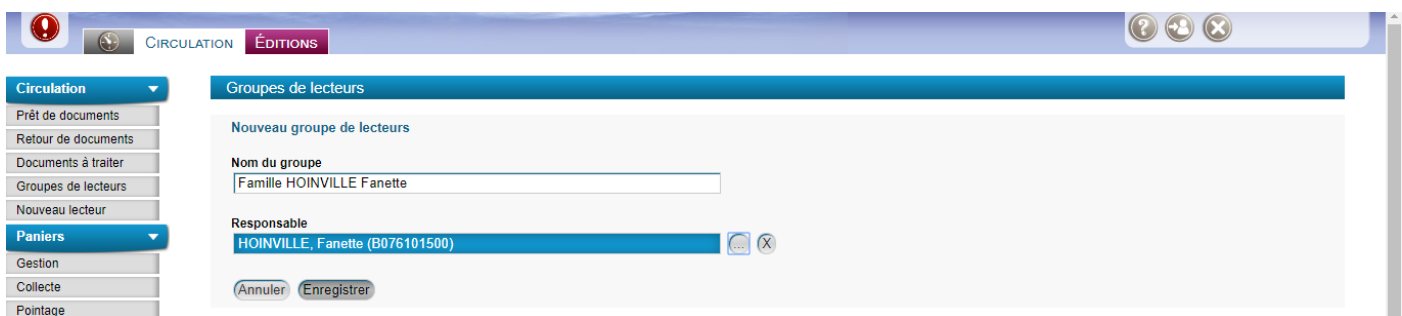 CIRCULATION ÉDITIONS
Circulation
Prêt de documents
Retour de documents
Documents à traiter
Groupes de lecteurs
Nouveau lecteur
Paniers
Gestion
Collecte
Pointage
Groupes de lecteurs
Nouveau groupe de lecteurs
Nom du groupe
Famille HOINVILLE Fanette
Responsable
HOINVILLE, Fanette (B076101500)
... X
Annuler Enregistrer